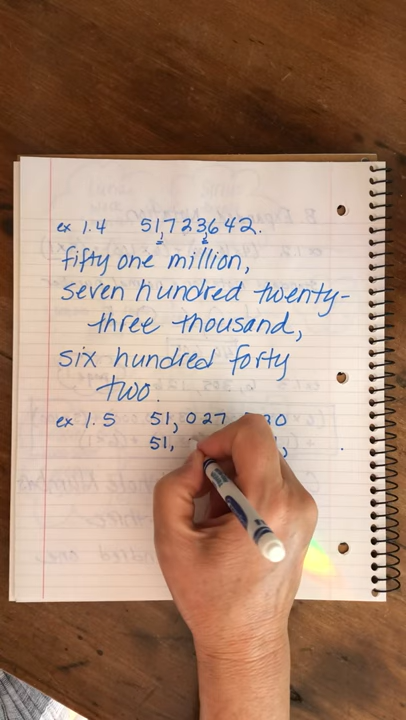 ex 1.4 51,723,642.
fifty one million,
seven hundred twenty-
three thousand,
six hundred forty
two.
ex 1.5 51, 027,
51,